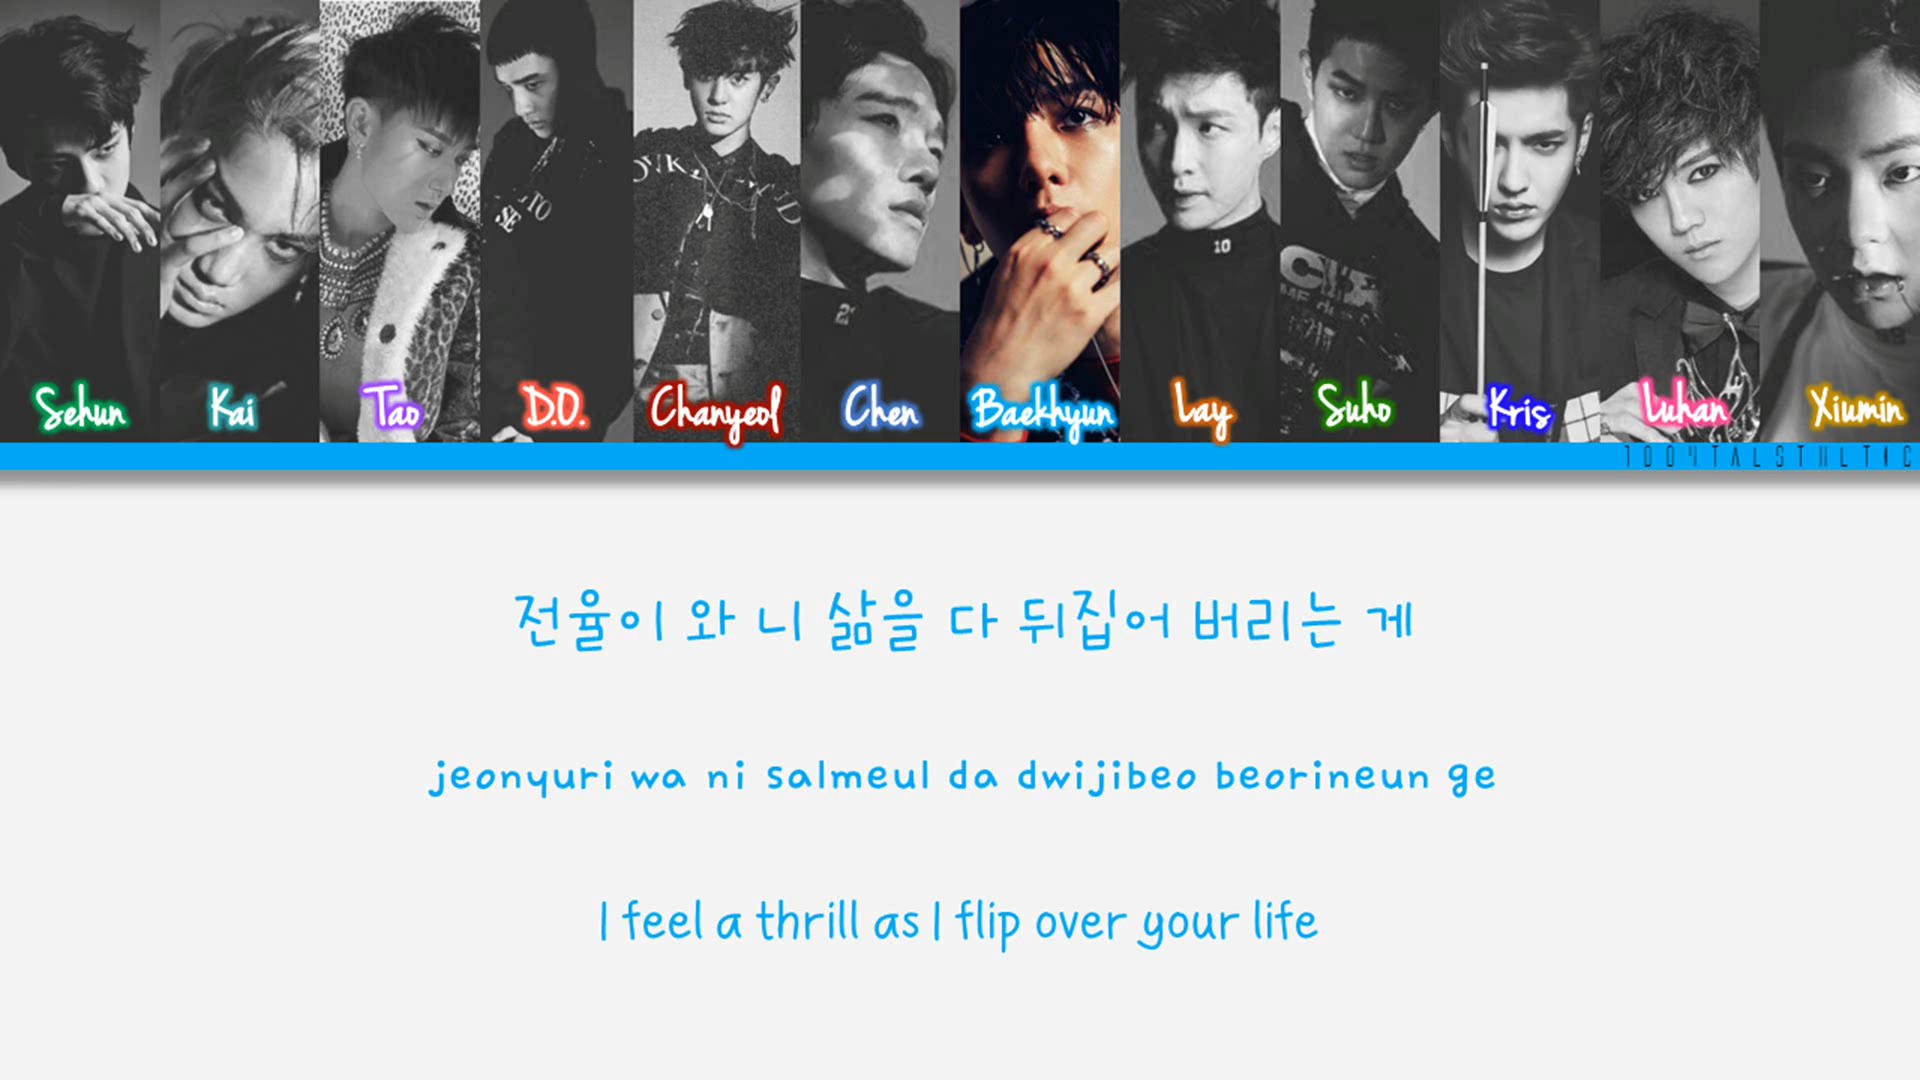 Sehun Kai Tao D.O. Chanyeol Chen Baekhyun Lay Suho Kris Luhan Xiumin
전율이 와 니 삶을 다 뒤집어 버리는 게
jeonyuri wa ni salmeul da dwijibeo beorineun ge
I feel a thrill as I flip over your life